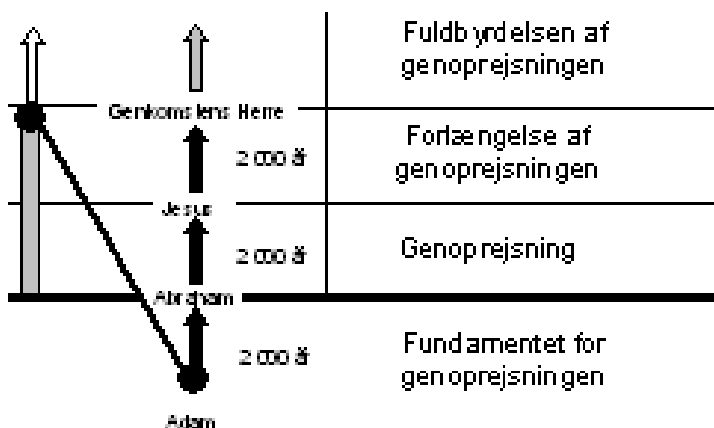 Fuldbyrdelsen af
genoprejsningen
Genkomstens Herre
Forlængelse af
genoprejsningen
2 000 år
Jesus
2 000 år
Genoprejsning
Abraham
2 000 år
Fundamentet for
genoprejsningen
Adam